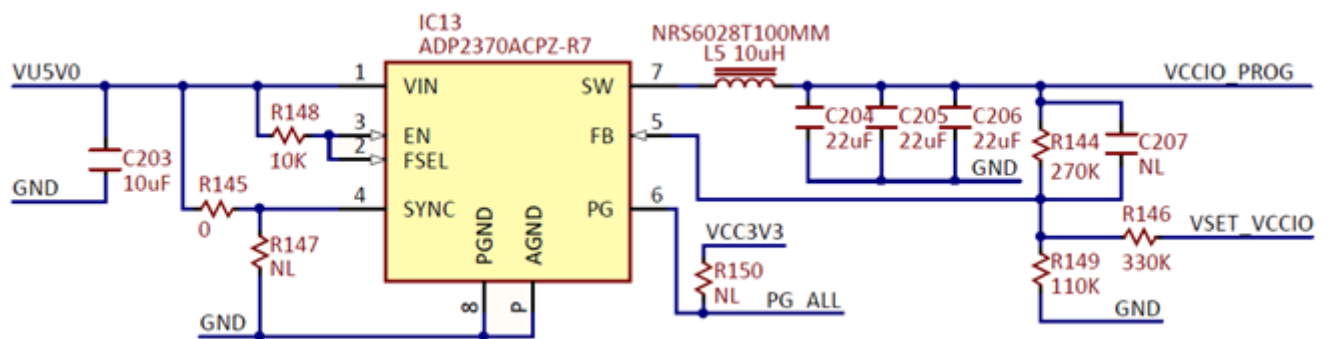 IC13
ADP2370ACPZ-R7
NRS6028T100MM
L5 10uH
VU5V0
1
VIN
SW
7
VCCIO_PROG
R148
10K
3
EN
2
FSEL
FB
5
C204
22uF
C205
22uF
C206
22uF
GND
R144
270K
C207
NL
C203
10uF
GND
R145
0
4
SYNC
PG
6
R147
NL
PGND
AGND
8
P
GND
VCC3V3
R150
NL
PG_ALL
R146
330K
VSET_VCCIO
R149
110K
GND